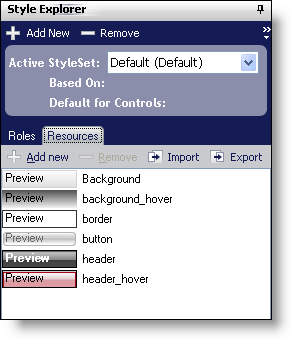 Style Explorer
Add New Remove
Active StyleSet: Default (Default)
Based On:
Default for Controls:
Roles Resources
Add new Remove Import Export
Preview Background
Preview background_hover
Preview border
Preview button
Preview header
Preview header_hover